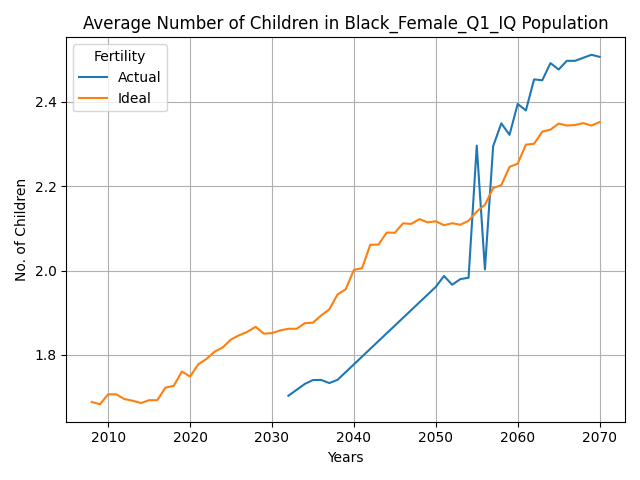 Average Number of Children in Black_Female_Q1_IQ Population
Fertility
Actual
Ideal
No. of Children
2.4
2.2
2.0
1.8
2010 2020 2030 2040 2050 2060 2070
Years